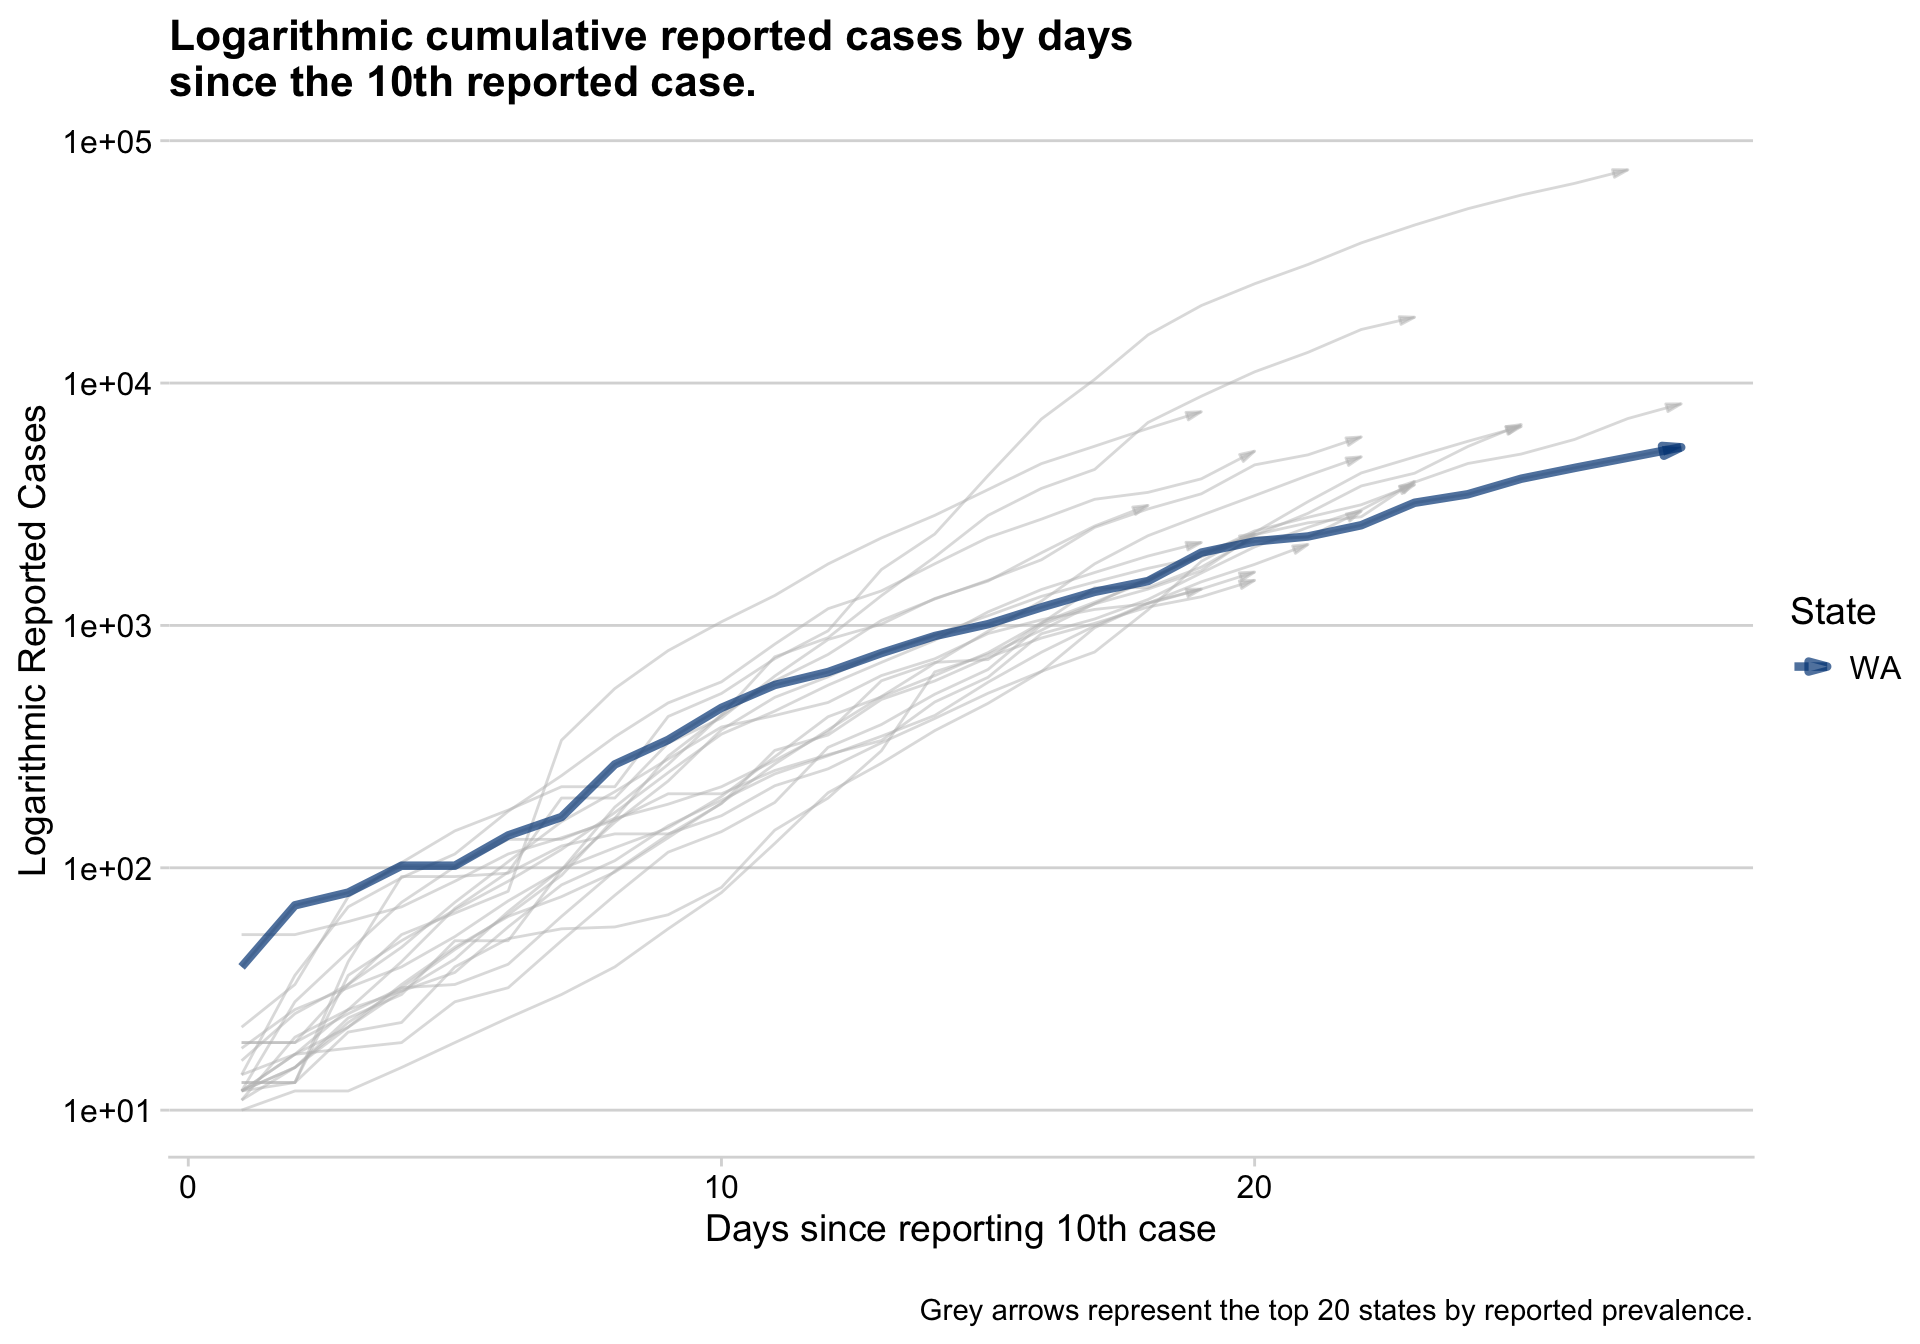 Logarithmic cumulative reported cases by days
since the 10th reported case.
1e+05
1e+04
1e+03
1e+02
1e+01
Logarithmic Reported Cases
0
10
20
Days since reporting 10th case
State
WA
Grey arrows represent the top 20 states by reported prevalence.